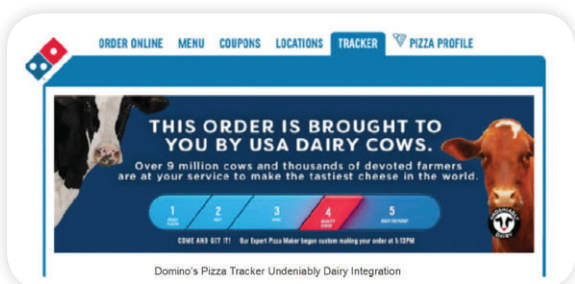 ORDER ONLINE MENU COUPONS LOCATIONS TRACKER PIZZA PROFILE
THIS ORDER IS BROUGHT TO
YOU BY USA DAIRY COWS.
Over 9 million cows and thousands of devoted farmers
are at your service to make the tastiest cheese in the world.
1 2 3 4 5
COME AND GET IT! Our Expert Pizza Maker began custom making your order at 5:13PM
UNDENIABLY
DAIRY
Domino's Pizza Tracker Undeniably Dairy Integration